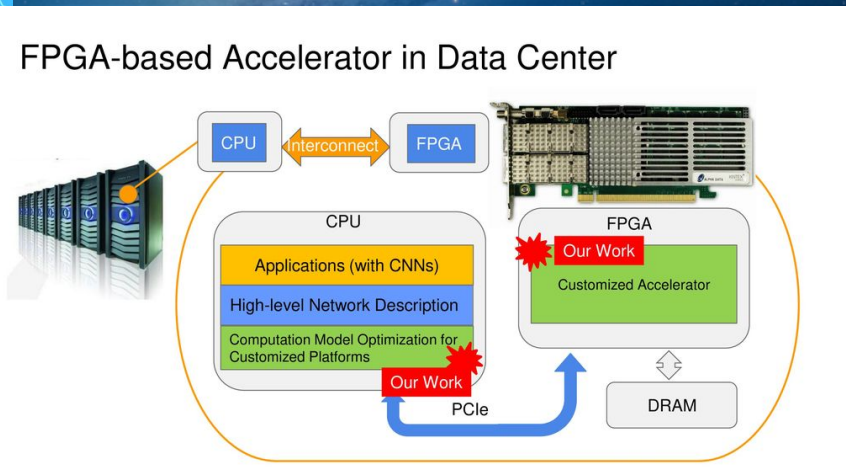 FPGA-based Accelerator in Data Center
CPU
Interconnect
FPGA
CPU
Applications (with CNNs)
High-level Network Description
Computation Model Optimization for
Customized Platforms
Our Work
PCIe
FPGA
Our Work
Customized Accelerator
DRAM